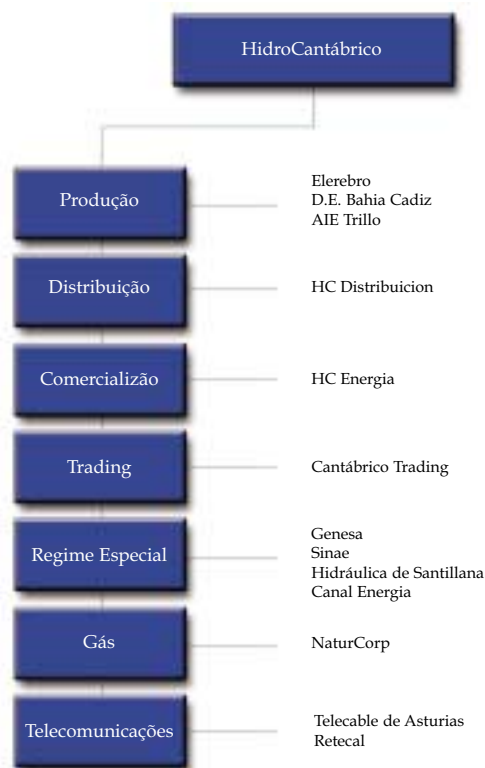 HidroCantábrico
Produção
Elerebro
D.E. Bahia Cadiz
AIE Trillo
Distribuição
HC Distribuicion
Comercializão
HC Energia
Trading
Cantábrico Trading
Regime Especial
Genesa
Sinae
Hidráulica de Santillana
Canal Energia
Gás
NaturCorp
Telecomunicações
Telecable de Asturias
Retecal